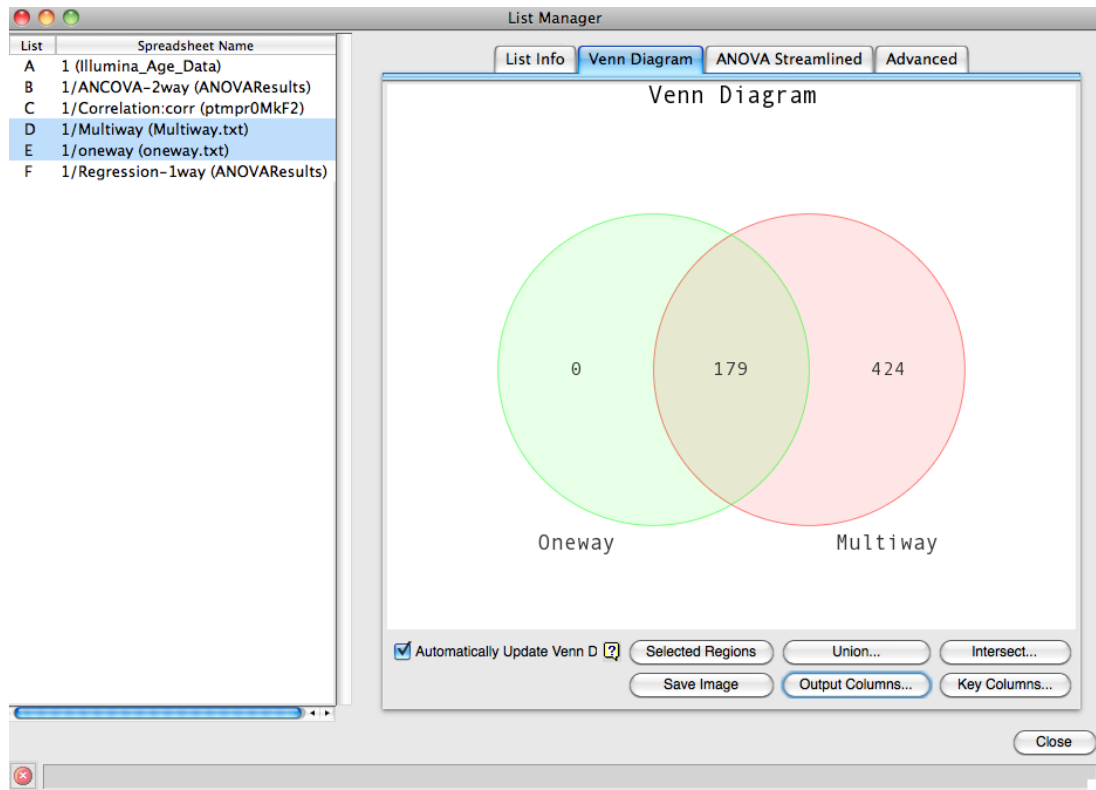 List Manager
List Spreadsheet Name
A 1 (Illumina_Age_Data)
B 1/ANCOVA-2way (ANOVAResults)
C 1/Correlation:corr (ptmpr0MkF2)
D 1/Multiway (Multiway.txt)
E 1/oneway (oneway.txt)
F 1/Regression-1way (ANOVAResults)
List Info Venn Diagram ANOVA Streamlined Advanced
Venn Diagram
0 179 424
Oneway Multiway
Automatically Update Venn D ? Selected Regions Union... Intersect...
Save Image Output Columns... Key Columns...
Close